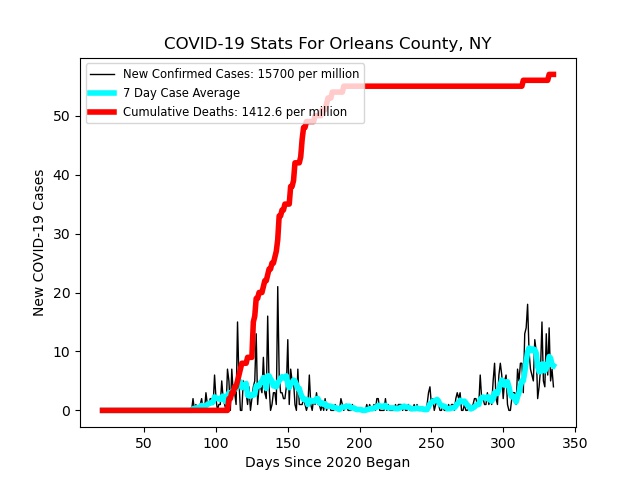 COVID-19 Stats For Orleans County, NY
New Confirmed Cases: 15700 per million
7 Day Case Average
Cumulative Deaths: 1412.6 per million
New COVID-19 Cases
50
40
30
20
10
0
50
100
150
200
250
300
350
Days Since 2020 Began